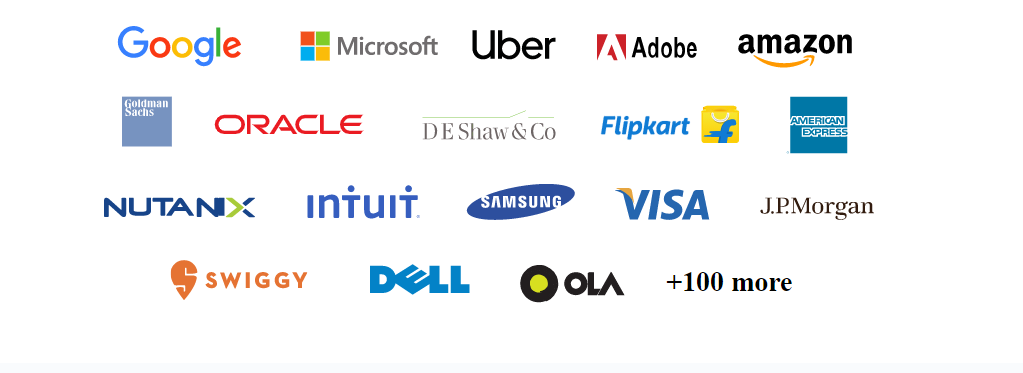 Google Microsoft Uber Adobe amazon
Goldman Sachs ORACLE D E Shaw & Co Flipkart AMERICAN EXPRESS
NUTANIX intuit SAMSUNG VISA J.P.Morgan
SWIGGY DELL OLA +100 more